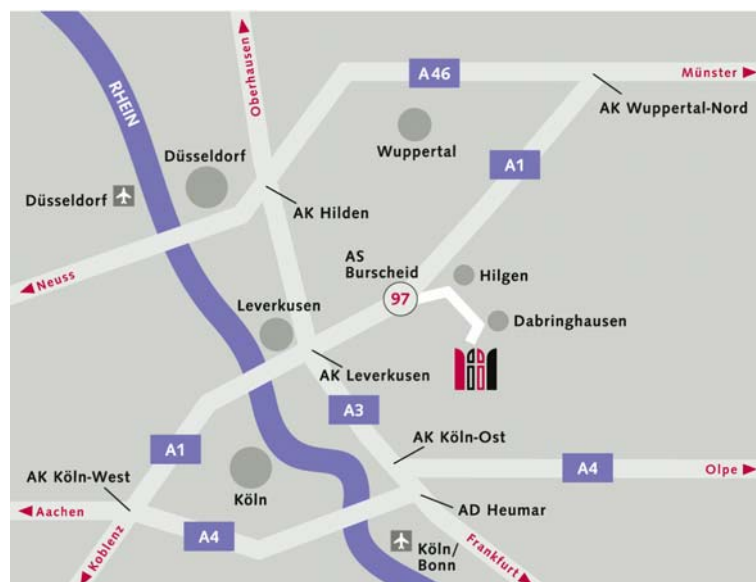 Oberhausen
RHEIN
A46
Münster
AK Wuppertal-Nord
Wuppertal
Düsseldorf
A1
Düsseldorf
AK Hilden
AS
Burscheid
Neuss
97
Hilgen
Leverkusen
Dabringhausen
AK Leverkusen
A3
A1
AK Köln-Ost
AK Köln-West
A4
Olpe
Köln
Aachen
AD Heumar
A4
Koblenz
Köln/
Bonn
Frankfurt